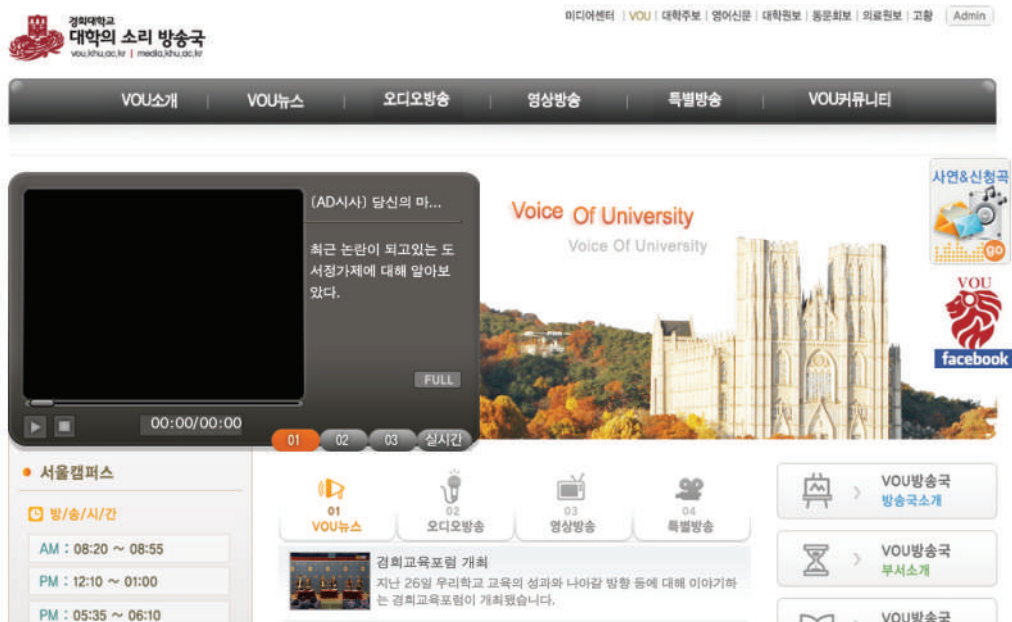 경희대학교
대학의 소리 방송국
vou.khu.ac.kr | media.khu.ac.kr
미디어센터 | VOU | 대학주보 | 영어신문 | 대학원보 | 동문회보 | 의료원보 | 고황 Admin
VOU소개 | VOU뉴스 | 오디오방송 | 영상방송 | 특별방송 | VOU커뮤니티
(AD시사) 당신의 마...
최근 논란이 되고있는 도
서정가제에 대해 알아보
았다.
FULL
00:00/00:00
01 02 03 실시간
Voice Of University
Voice Of University
사연&신청곡
go
VOU
facebook
서울캠퍼스
방/송/시/간
AM : 08:20 ~ 08:55
PM : 12:10 ~ 01:00
PM : 05:35 ~ 06:10
01
VOU뉴스
02
오디오방송
03
영상방송
04
특별방송
경희교육포럼 개최
지난 26일 우리학교 교육의 성과와 나아갈 방향 등에 대해 이야기하
는 경희교육포럼이 개최됐습니다.
VOU방송국
방송국소개
VOU방송국
부서소개
VOU방송국